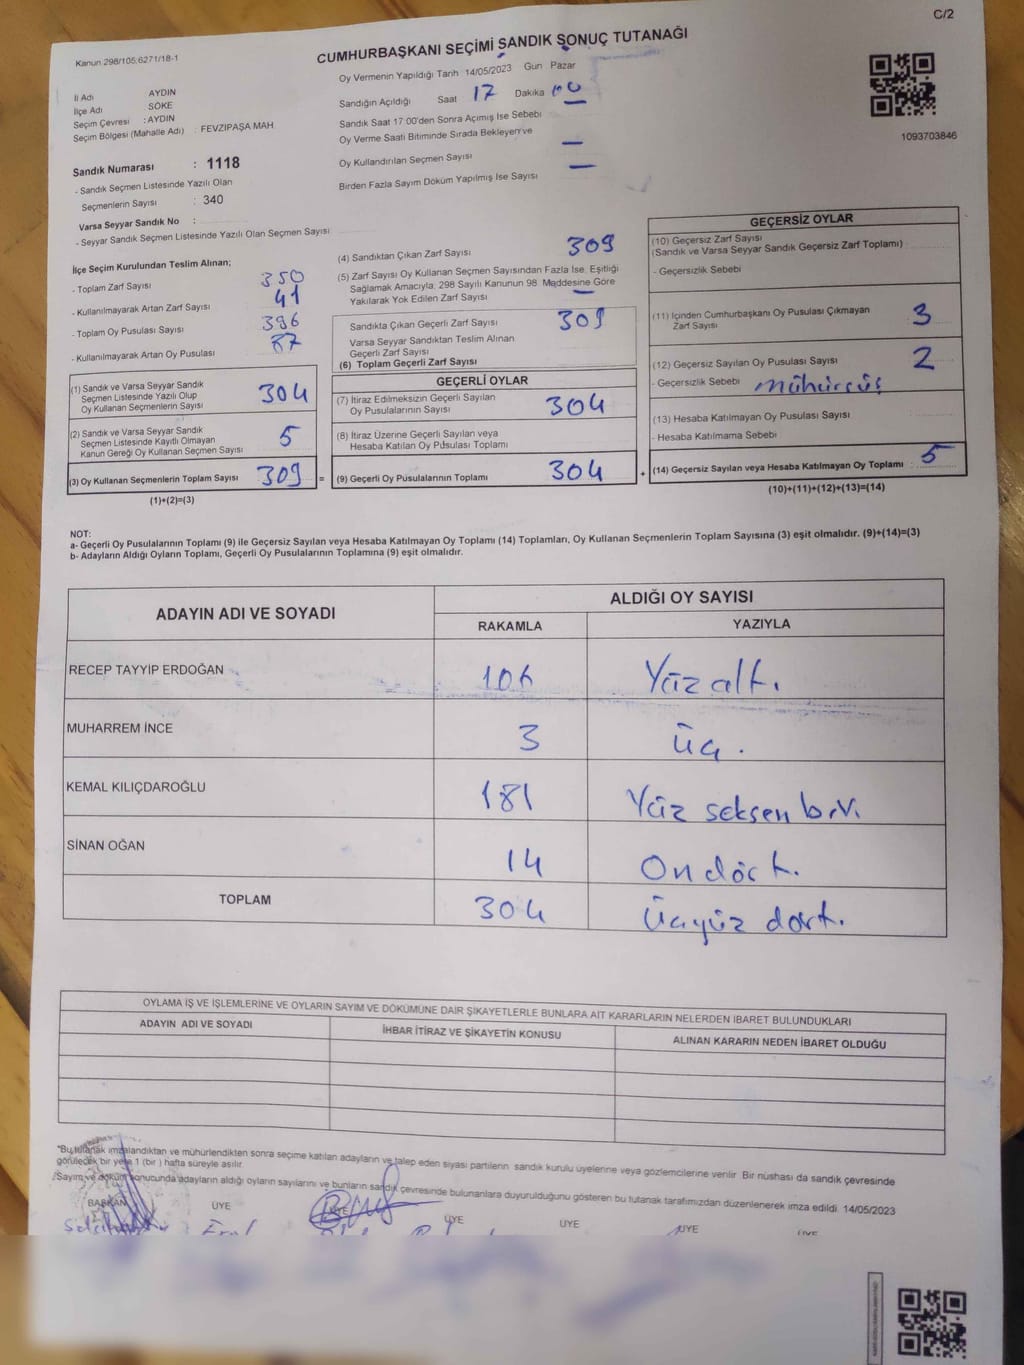 C/2
Kanun 298/105;6271/18-1
CUMHURBAŞKANI SEÇİMİ SANDIK SONUÇ TUTANAĞI
Oy Vermenin Yapıldığı Tarih 14/05/2023 Gun Pazar
İl Adı AYDIN
İlçe Adı SÖKE
Seçim Çevresi : AYDIN
Seçim Bölgesi (Mahalle Adı) : FEVZİPAŞA MAH
Sandığın Açıldığı Saat 17 Dakika 00
Sandık Saat 17:00'den Sonra Açımış İse Sebebi
Oy Verme Saati Bitiminde Sırada Bekleyen ve
Oy Kullandırılan Seçmen Sayısı —
Birden Fazla Sayım Döküm Yapılmış İse Sayısı —
1093703846
Sandık Numarası : 1118
- Sandık Seçmen Listesinde Yazılı Olan
Seçmenlerin Sayısı : 340
Varsa Seyyar Sandık No :
- Seyyar Sandık Seçmen Listesinde Yazılı Olan Seçmen Sayısı
İlçe Seçim Kurulundan Teslim Alınan;
- Toplam Zarf Sayısı 350
- Kullanılmayarak Artan Zarf Sayısı 41
- Toplam Oy Pusulası Sayısı 396
- Kullanılmayarak Artan Oy Pusulası 87
(1) Sandık ve Varsa Seyyar Sandık
Seçmen Listesinde Yazılı Olup
Oy Kullanan Seçmenlerin Sayısı 304
(2) Sandık ve Varsa Seyyar Sandık
Seçmen Listesinde Kayıtlı Olmayan
Kanun Gereği Oy Kullanan Seçmen Sayısı 5
(3) Oy Kullanan Seçmenlerin Toplam Sayısı 309 =
(1)+(2)=(3)
(4) Sandıktan Çıkan Zarf Sayısı 309
(5) Zarf Sayısı Oy Kullanan Seçmen Sayısından Fazla İse, Eşitliği
Sağlamak Amacıyla, 298 Sayılı Kanunun 98. Maddesine Göre
Yakılarak Yok Edilen Zarf Sayısı —
Sandıkta Çıkan Geçerli Zarf Sayısı 309
Varsa Seyyar Sandıktan Teslim Alınan
Geçerli Zarf Sayısı
(6) Toplam Geçerli Zarf Sayısı
GEÇERLİ OYLAR
(7) İtiraz Edilmeksizin Geçerli Sayılan
Oy Pusulalarının Sayısı 304
(8) İtiraz Üzerine Geçerli Sayılan veya
Hesaba Katılan Oy Pusulası Toplamı
(9) Geçerli Oy Pusulalarının Toplamı 304 +
GEÇERSİZ OYLAR
(10) Geçersiz Zarf Sayısı
(Sandık ve Varsa Seyyar Sandık Geçersiz Zarf Toplamı)
- Geçersizlik Sebebi
(11) İçinden Cumhurbaşkanı Oy Pusulası Çıkmayan
Zarf Sayısı 3
(12) Geçersiz Sayılan Oy Pusulası Sayısı 2
- Geçersizlik Sebebi mühürsüş
(13) Hesaba Katılmayan Oy Pusulası Sayısı
- Hesaba Katılmama Sebebi
(14) Geçersiz Sayılan veya Hesaba Katılmayan Oy Toplamı 5
(10)+(11)+(12)+(13)=(14)
NOT:
a- Geçerli Oy Pusulalarının Toplamı (9) ile Geçersiz Sayılan veya Hesaba Katılmayan Oy Toplamı (14) Toplamları, Oy Kullanan Seçmenlerin Toplam Sayısına (3) eşit olmalıdır. (9)+(14)=(3)
b- Adayların Aldığı Oyların Toplamı, Geçerli Oy Pusulalarının Toplamına (9) eşit olmalıdır.
ADAYIN ADI VE SOYADI
ALDIĞI OY SAYISI
RAKAMLA YAZIYLA
RECEP TAYYİP ERDOĞAN 106 Yüz altı.
MUHARREM İNCE 3 üç.
KEMAL KILIÇDAROĞLU 181 Yüz seksen bir.
SİNAN OĞAN 14 On dört.
TOPLAM 304 Üçyüz dört.
OYLAMA İŞ VE İŞLEMLERİNE VE OYLARIN SAYIM VE DÖKÜMÜNE DAİR ŞİKAYETLERLE BUNLARA AİT KARARLARIN NELERDEN İBARET BULUNDUKLARI
ADAYIN ADI VE SOYADI İHBAR İTİRAZ VE ŞİKAYETİN KONUSU ALINAN KARARIN NEDEN İBARET OLDUĞU
*Bu tutanak imzalandıktan ve mühürlendikten sonra seçime katılan adayların ve talep eden siyasi partilerin sandık kurulu üyelerine veya gözlemcilerine verilir. Bir nüshası da sandık çevresinde
görülecek bir yere 1 (bir ) hafta süreyle asılır.
Sayım ve döküm sonucunda adayların aldığı oyların sayılarını ve bunların sandık çevresinde bulunanlara duyurulduğunu gösteren bu tutanak tarafımızdan düzenlenerek imza edildi. 14/05/2023
BAŞKAN ÜYE ÜYE ÜYE ÜYE ÜYE ÜYE